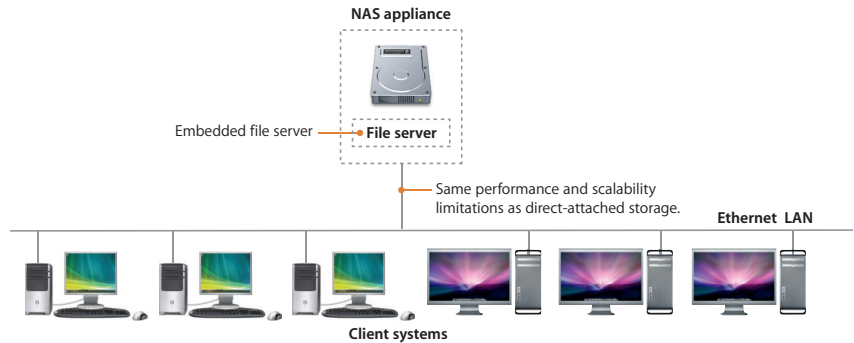 NAS appliance
Embedded file server
File server
Same performance and scalability
limitations as direct-attached storage.
Ethernet LAN
Client systems